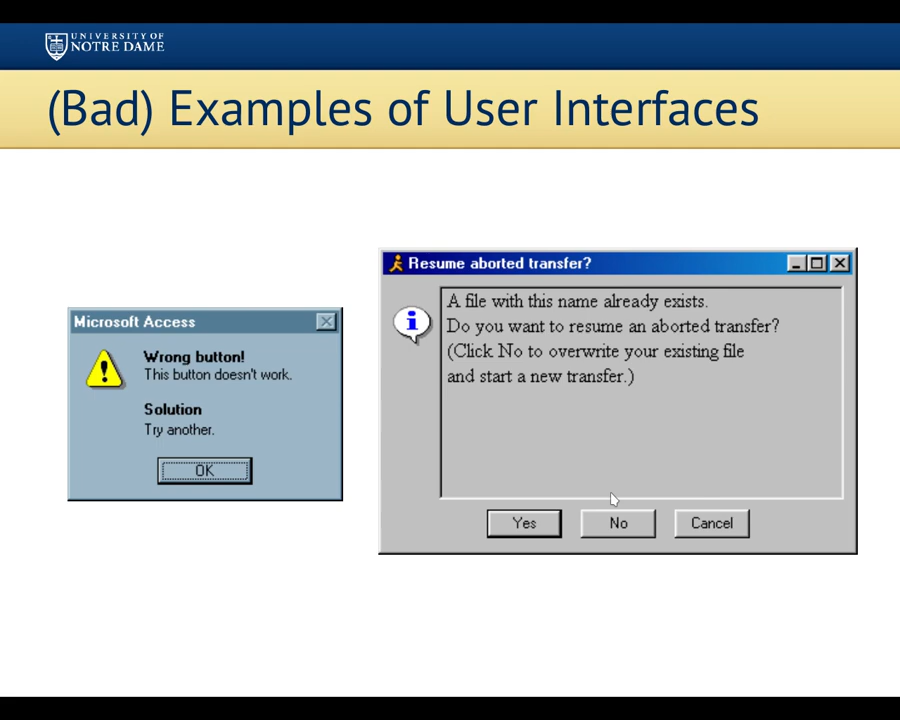 UNIVERSITY OF
NOTRE DAME
(Bad) Examples of User Interfaces
Microsoft Access
Wrong button!
This button doesn't work.
Solution
Try another.
OK
Resume aborted transfer?
A file with this name already exists.
Do you want to resume an aborted transfer?
(Click No to overwrite your existing file
and start a new transfer.)
Yes
No
Cancel